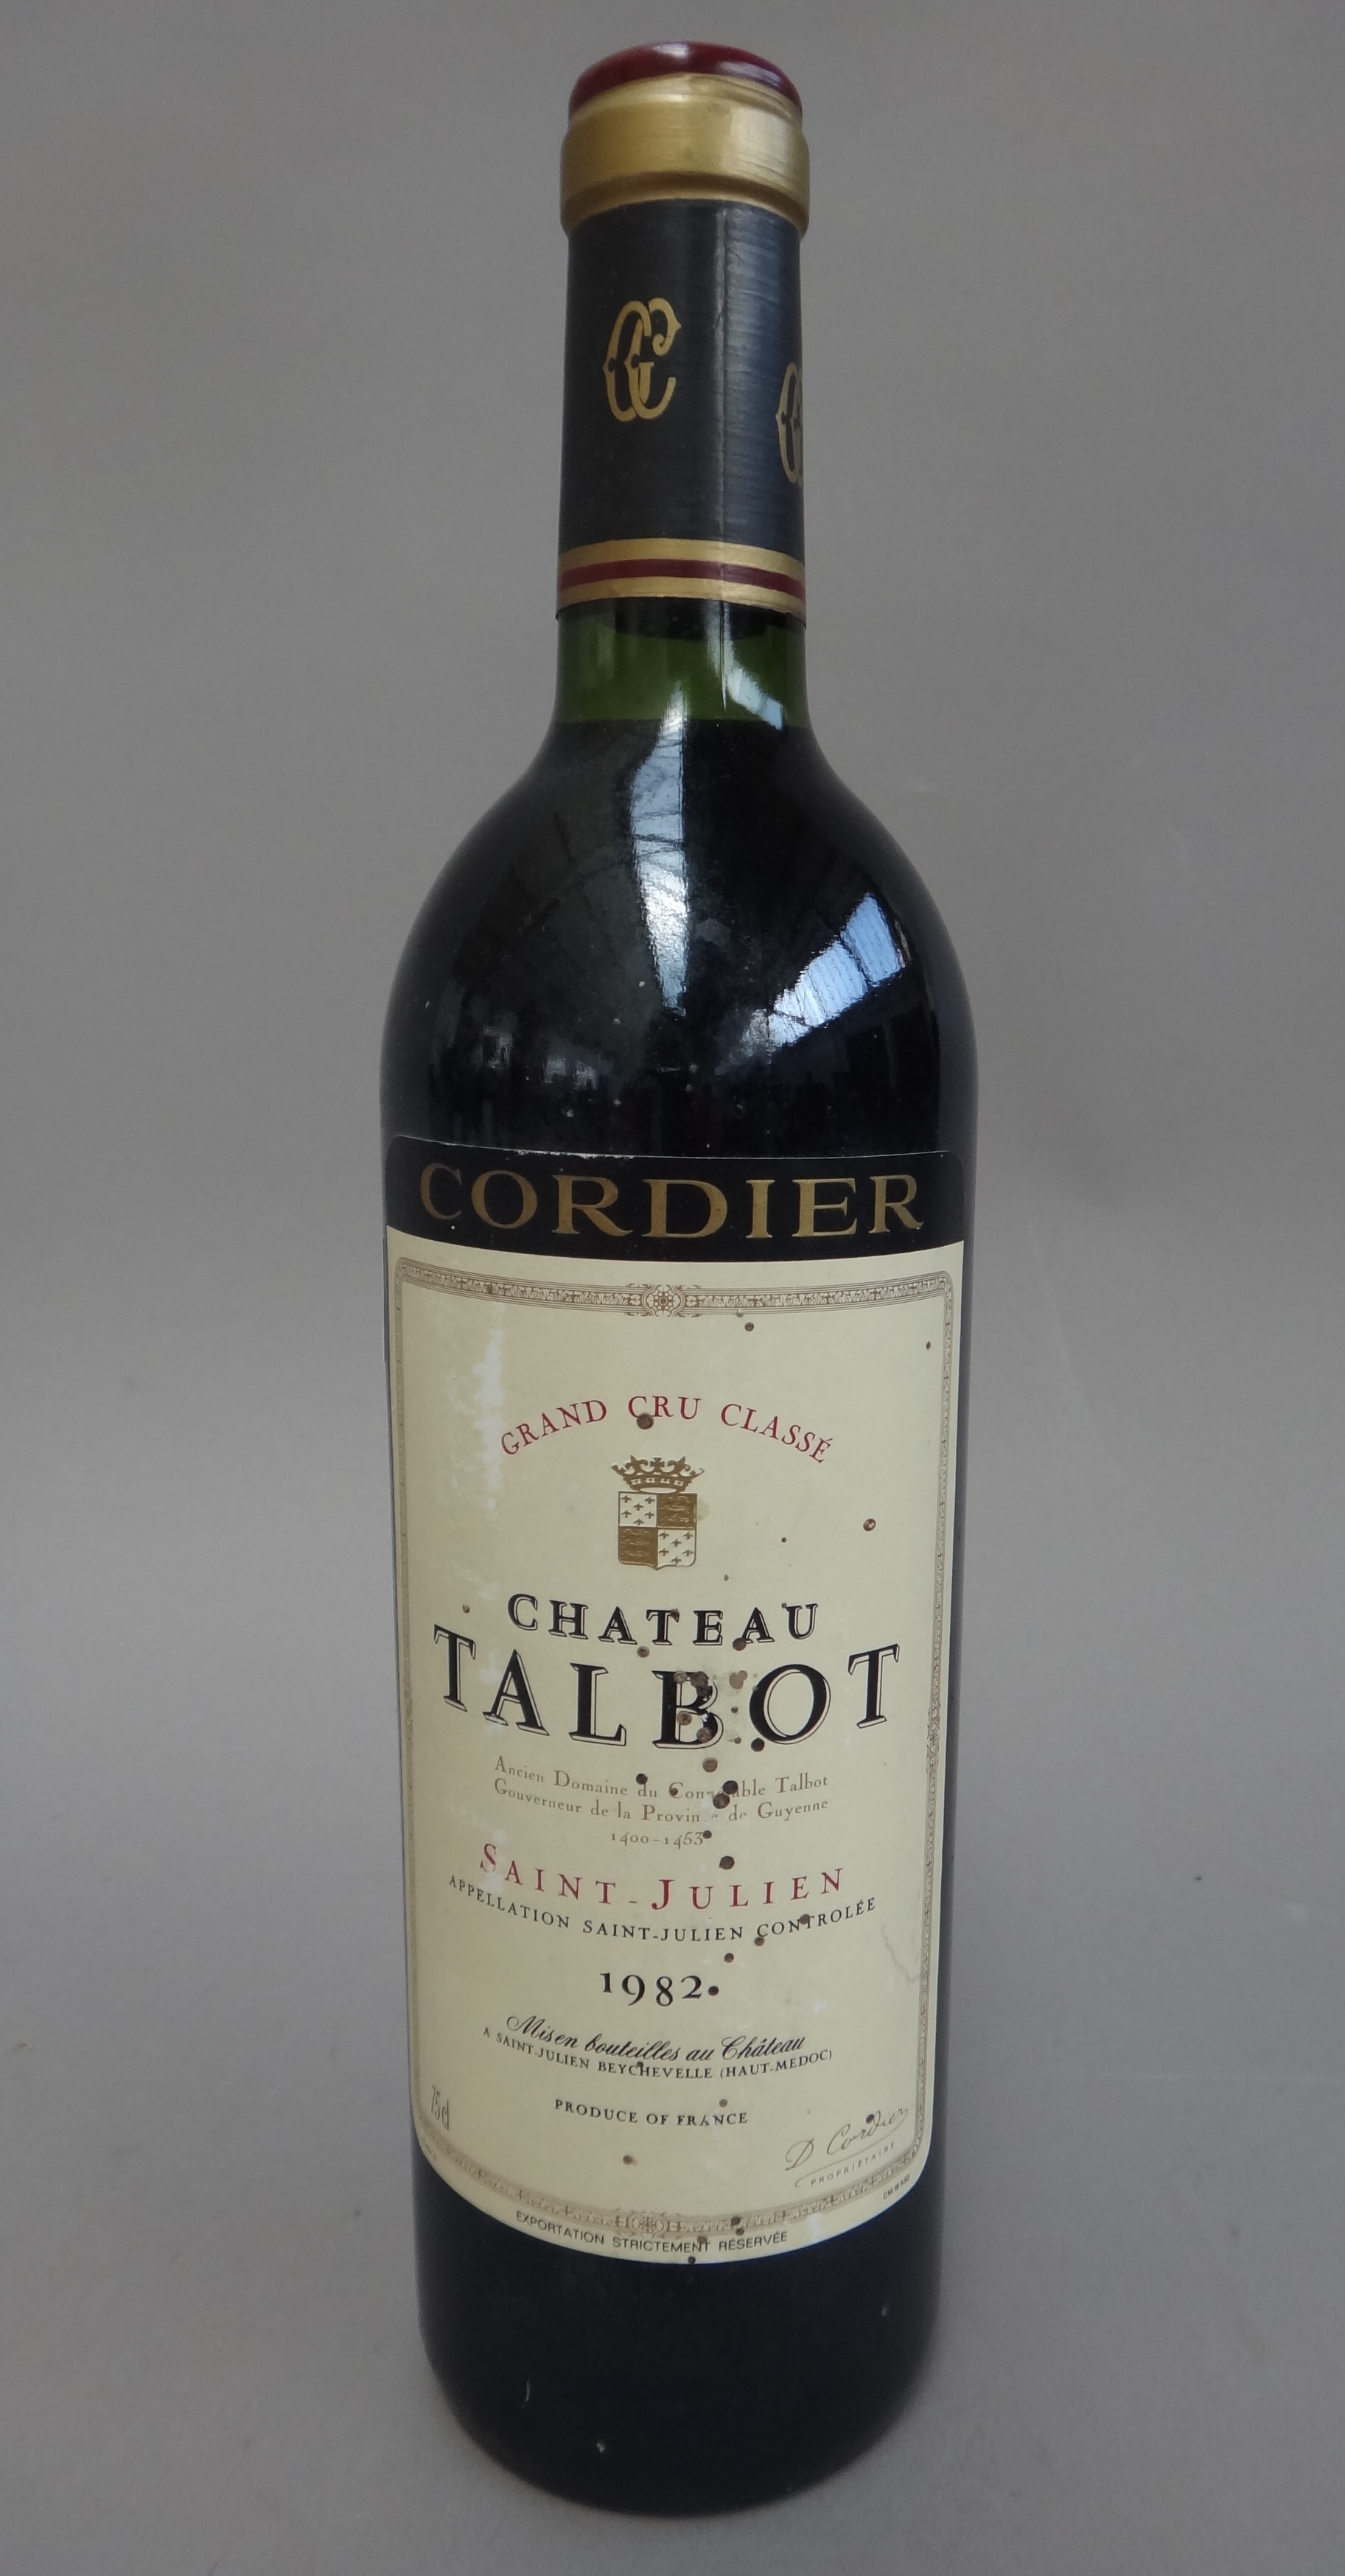 CORDIER
GRAND CRU CLASSÉ
CHATEAU
TALBOT
Ancien Domaine du Connétable Talbot
Gouverneur de la Province de Guyenne
1400-1453
SAINT-JULIEN
APPELLATION SAINT-JULIEN CONTROLÉE
1982
Mis en bouteilles au Château
A SAINT-JULIEN BEYCHEVELLE (HAUT-MEDOC)
75cl
PRODUCE OF FRANCE
D Cordier
PROPRIÉTAIRE
EXPORTATION STRICTEMENT RÉSERVÉE